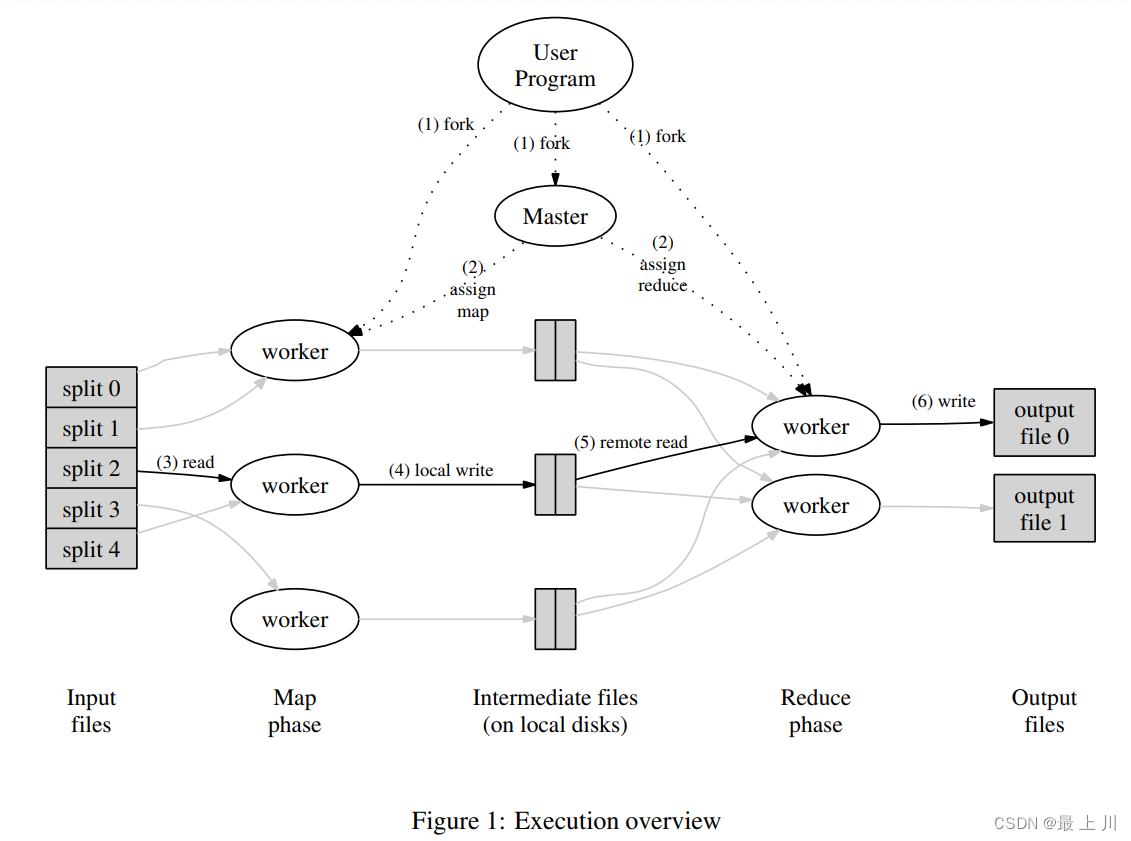 User
Program
(1) fork
(1) fork
(1) fork
Master
(2)
assign
map
(2)
assign
reduce
worker
split 0
split 1
split 2
split 3
split 4
(3) read
worker
(4) local write
(5) remote read
worker
worker
worker
(6) write
output
file 0
output
file 1
Input
files
Map
phase
Intermediate files
(on local disks)
Reduce
phase
Output
files
Figure 1: Execution overview
CSDN @最 上 川